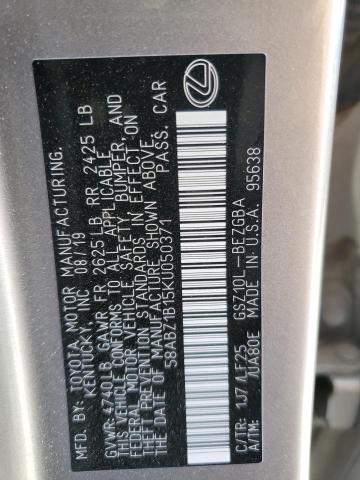 MFD. BY: TOYOTA MOTOR MANUFACTURING,
KENTUCKY, INC. 08/19
GVWR 4740 LB GAWR FR 2625 LB RR 2425 LB
THIS VEHICLE CONFORMS TO ALL APPLICABLE
FEDERAL MOTOR VEHICLE SAFETY, BUMPER, AND
THEFT PREVENTION STANDARDS IN EFFECT ON
THE DATE OF MANUFACTURE SHOWN ABOVE.
58ABZ1B15KU050371 PASS. CAR
C/TR: 1J7/LF25 GSZ10L-BEZGBA
A/TM: /UA80E MADE IN U.S.A. 95638